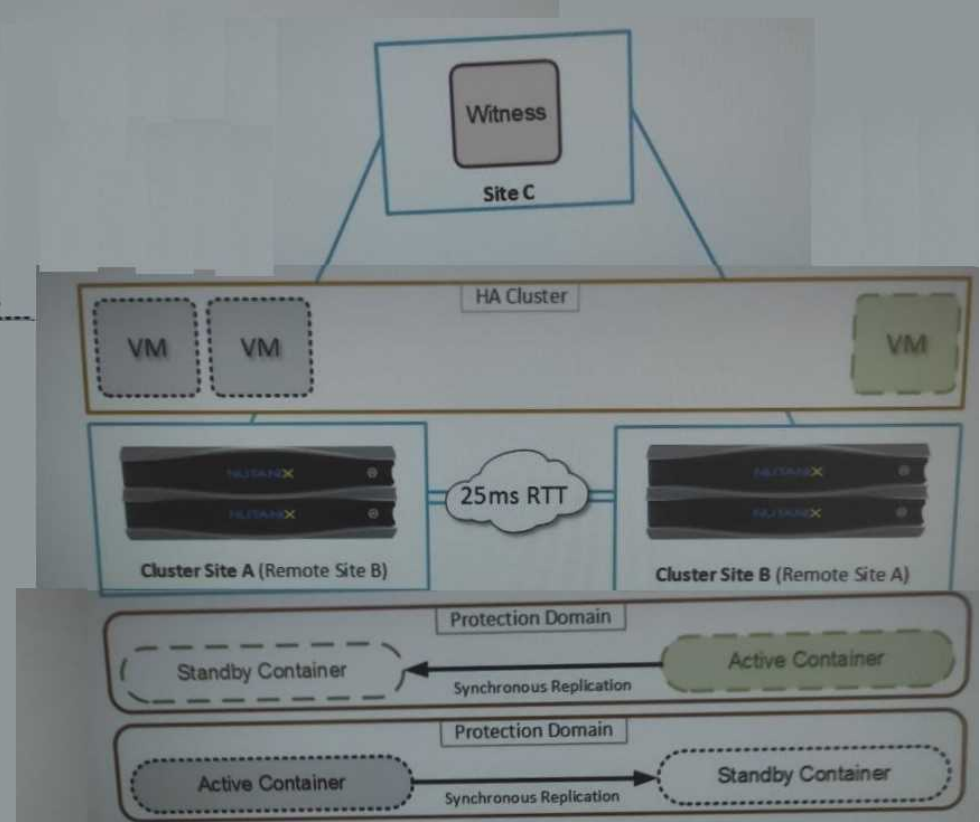 Witness
Site C
HA Cluster
VM
VM
VM
NUTANIX
NUTANIX
25ms RTT
NUTANIX
NUTANIX
Cluster Site A (Remote Site B)
Cluster Site B (Remote Site A)
Protection Domain
Standby Container
Active Container
Synchronous Replication
Protection Domain
Active Container
Standby Container
Synchronous Replication